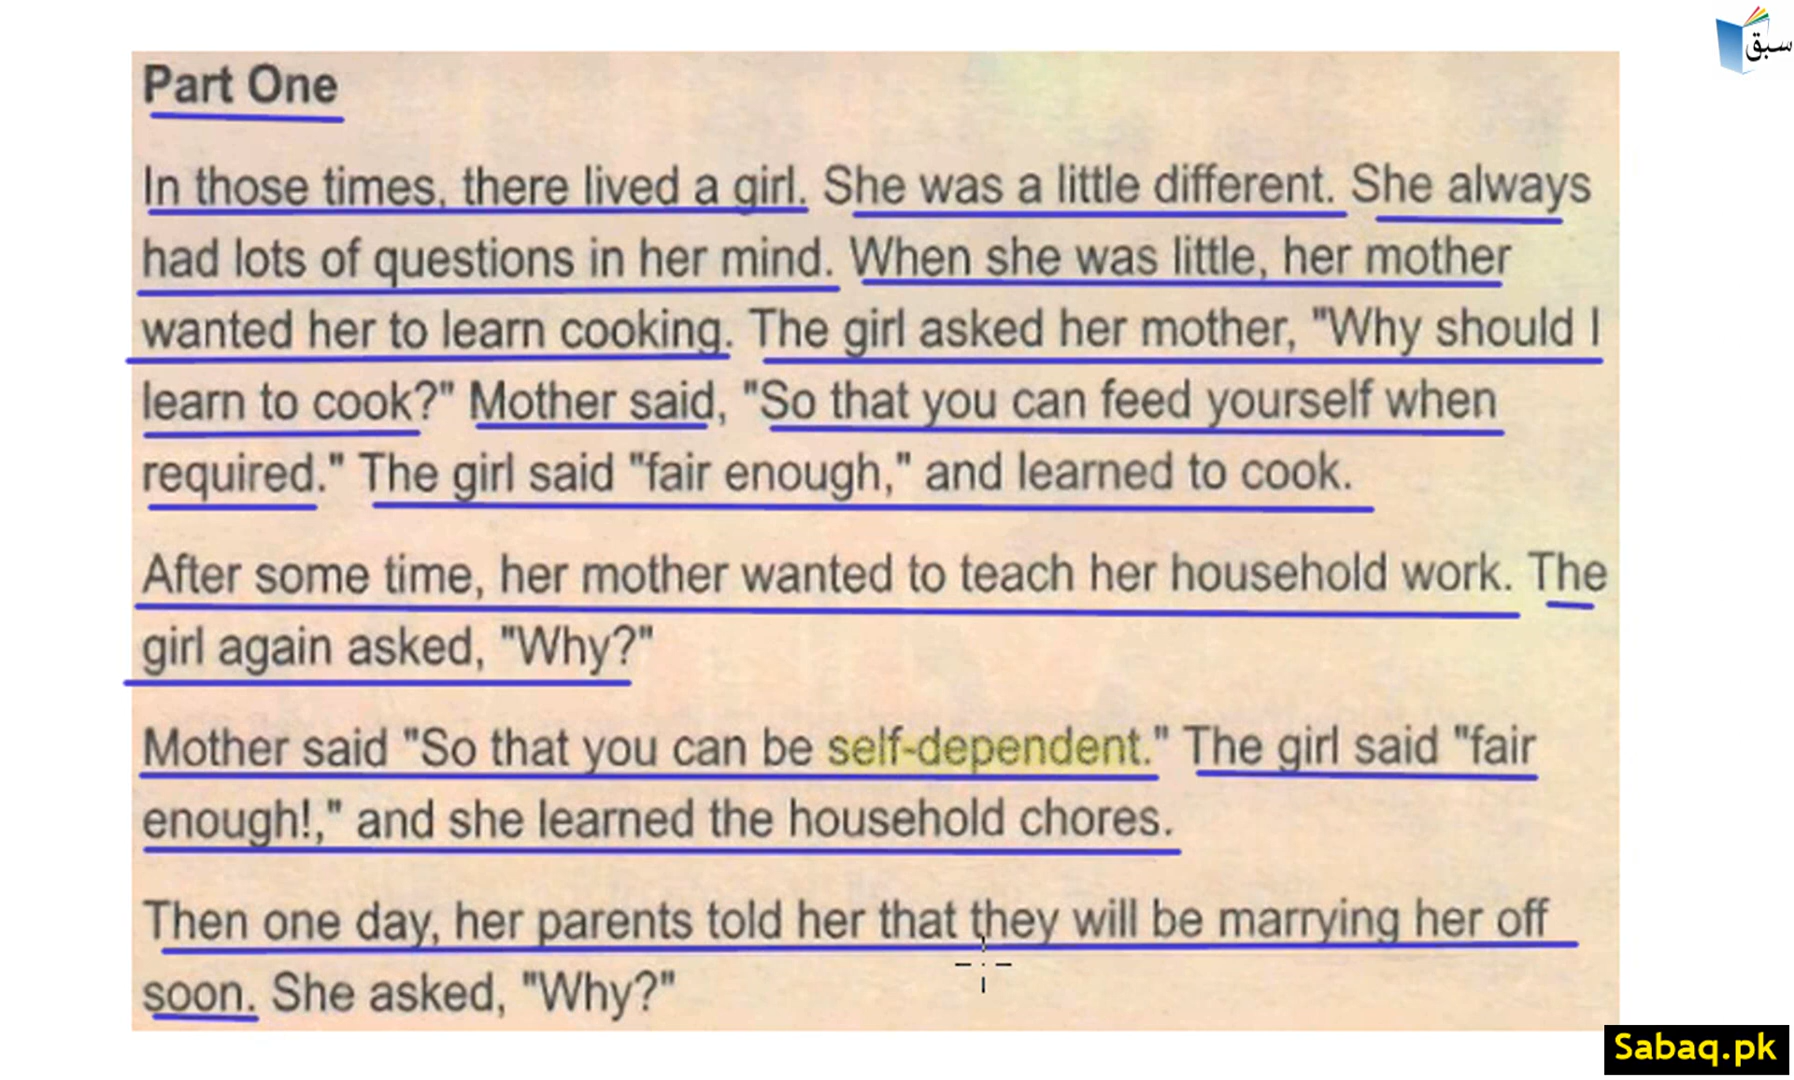 سبق
Part One
In those times, there lived a girl. She was a little different. She always
had lots of questions in her mind. When she was little, her mother
wanted her to learn cooking. The girl asked her mother, "Why should I
learn to cook?" Mother said, "So that you can feed yourself when
required." The girl said "fair enough," and learned to cook.
After some time, her mother wanted to teach her household work. The
girl again asked, "Why?"
Mother said "So that you can be self-dependent." The girl said "fair
enough!," and she learned the household chores.
Then one day, her parents told her that they will be marrying her off
soon. She asked, "Why?"
Sabaq.pk